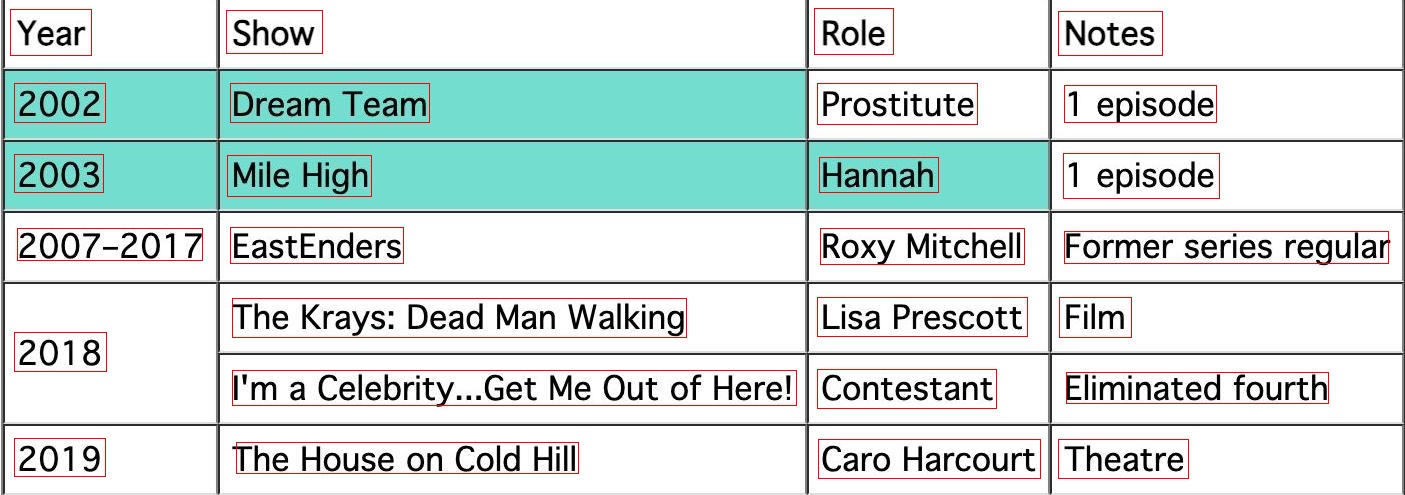 Year Show Role Notes
2002 Dream Team Prostitute 1 episode
2003 Mile High Hannah 1 episode
2007–2017 EastEnders Roxy Mitchell Former series regular
2018 The Krays: Dead Man Walking Lisa Prescott Film
I'm a Celebrity...Get Me Out of Here! Contestant Eliminated fourth
2019 The House on Cold Hill Caro Harcourt Theatre